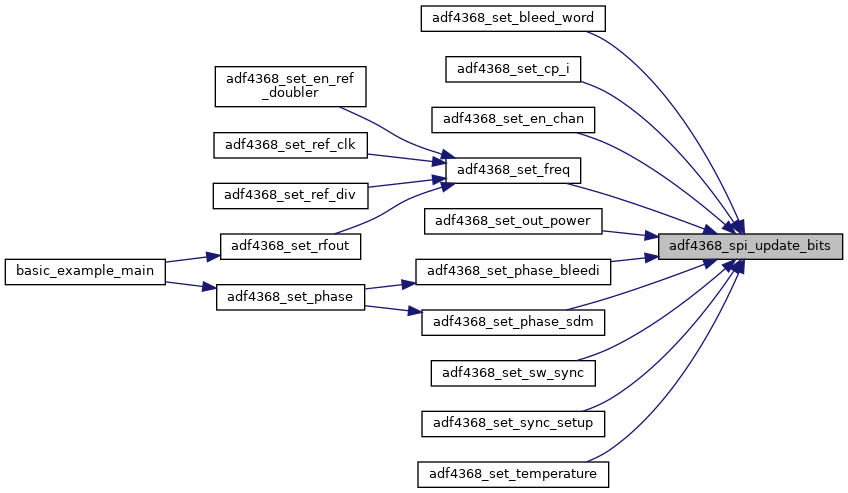 adf4368_set_bleed_word
adf4368_set_cp_i
adf4368_set_en_ref
_doubler
adf4368_set_en_chan
adf4368_set_ref_clk
adf4368_set_freq
adf4368_set_ref_div
adf4368_set_out_power
adf4368_set_rfout
adf4368_spi_update_bits
basic_example_main
adf4368_set_phase_bleedi
adf4368_set_phase
adf4368_set_phase_sdm
adf4368_set_sw_sync
adf4368_set_sync_setup
adf4368_set_temperature